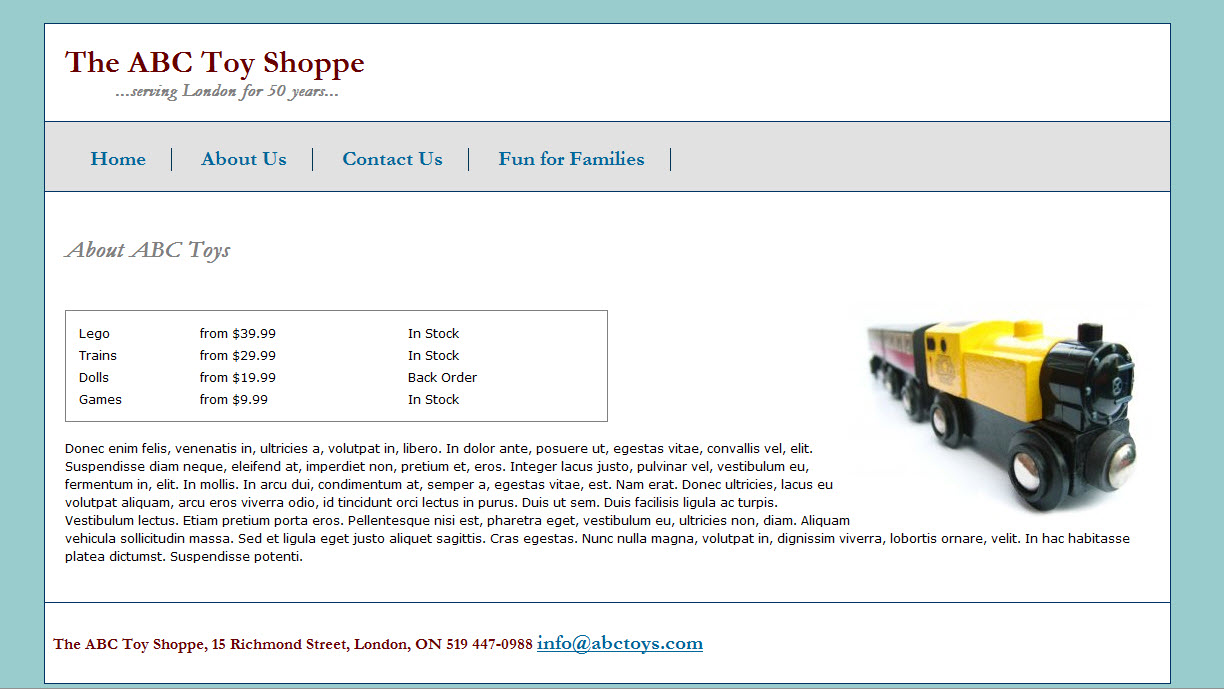 The ABC Toy Shoppe
...serving London for 50 years...
Home About Us Contact Us Fun for Families
About ABC Toys
Lego from $39.99 In Stock
Trains from $29.99 In Stock
Dolls from $19.99 Back Order
Games from $9.99 In Stock
Donec enim felis, venenatis in, ultricies a, volutpat in, libero. In dolor ante, posuere ut, egestas vitae, convallis vel, elit.
Suspendisse diam neque, eleifend at, imperdiet non, pretium et, eros. Integer lacus justo, pulvinar vel, vestibulum eu,
fermentum in, elit. In mollis. In arcu dui, condimentum at, semper a, egestas vitae, est. Nam erat. Donec ultricies, lacus eu
volutpat aliquam, arcu eros viverra odio, id tincidunt orci lectus in purus. Duis ut sem. Duis facilisis ligula ac turpis.
Vestibulum lectus. Etiam pretium porta eros. Pellentesque nisi est, pharetra eget, vestibulum eu, ultricies non, diam. Aliquam
vehicula sollicitudin massa. Sed et ligula eget justo aliquet sagittis. Cras egestas. Nunc nulla magna, volutpat in, dignissim viverra, lobortis ornare, velit. In hac habitasse
platea dictumst. Suspendisse potenti.
The ABC Toy Shoppe, 15 Richmond Street, London, ON 519 447-0988 info@abctoys.com